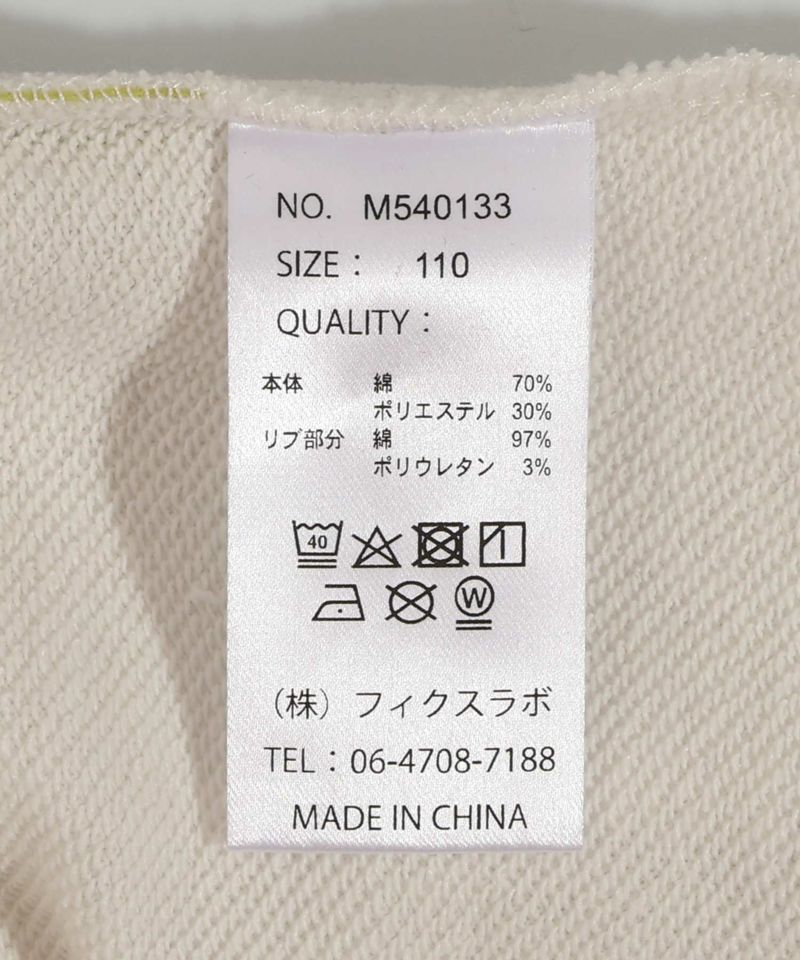 NO. M540133
SIZE： 110
QUALITY：
本体 綿 70%
ポリエステル 30%
リブ部分 綿 97%
ポリウレタン 3%
40
W
（株）フィクスラボ
TEL：06-4708-7188
MADE IN CHINA